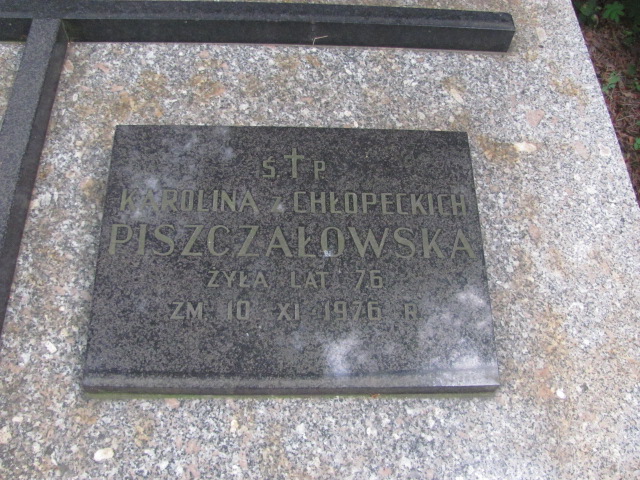 Ś † P
KAROLINA z CHŁOPECKICH
PISZCZAŁOWSKA
ŻYŁA LAT 76
ZM 10 XI 1976 R